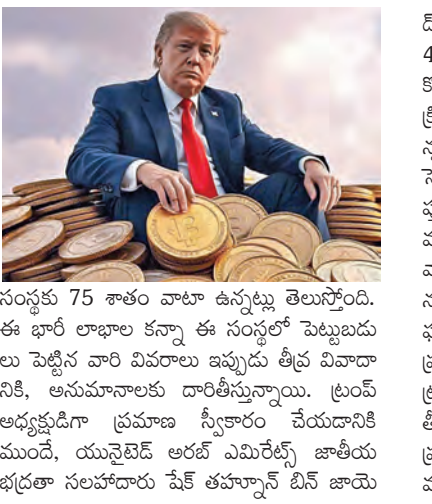 సంస్థకు 75 శాతం వాటా ఉన్నట్లు తెలుస్తోంది.
ఈ భారీ లాభాల కన్నా ఈ సంస్థలో పెట్టుబడు
లు పెట్టిన వారి వివరాలు ఇప్పుడు తీవ్ర వివాదా
నికి, అనుమానాలకు దారితీస్తున్నాయి. ట్రంప్
అధ్యక్షుడిగా ప్రమాణ స్వీకారం చేయడానికి
ముందే, యునైటెడ్ అరబ్ ఎమిరేట్స్ జాతీయ
భద్రతా సలహాదారు షేక్ తహ్నూన్ బిన్ జాయె